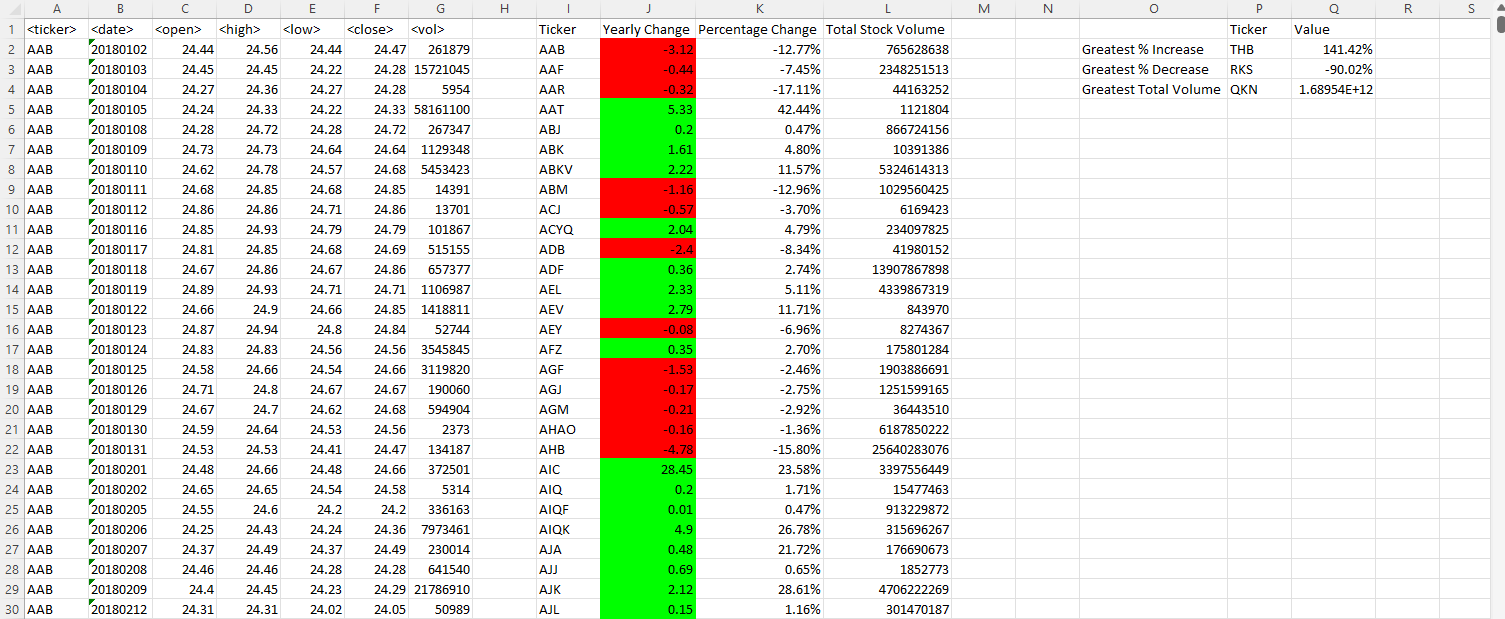 A B C D E F G H I J K L M N O P Q R S
1 <ticker> <date> <open> <high> <low> <close> <vol> Ticker Yearly Change Percentage Change Total Stock Volume Ticker Value
2 AAB 20180102 24.44 24.56 24.44 24.47 261879 AAB -3.12 -12.77% 765628638 Greatest % Increase THB 141.42%
3 AAB 20180103 24.45 24.45 24.22 24.28 15721045 AAF -0.44 -7.45% 2348251513 Greatest % Decrease RKS -90.02%
4 AAB 20180104 24.27 24.36 24.27 24.28 5954 AAR -0.32 -17.11% 44163252 Greatest Total Volume QKN 1.68954E+12
5 AAB 20180105 24.24 24.33 24.22 24.33 58161100 AAT 5.33 42.44% 1121804
6 AAB 20180108 24.28 24.72 24.28 24.72 267347 ABJ 0.2 0.47% 866724156
7 AAB 20180109 24.73 24.73 24.64 24.64 1129348 ABK 1.61 4.80% 10391386
8 AAB 20180110 24.62 24.78 24.57 24.68 5453423 ABKV 2.22 11.57% 5324614313
9 AAB 20180111 24.68 24.85 24.68 24.85 14391 ABM -1.16 -12.96% 1029560425
10 AAB 20180112 24.86 24.86 24.71 24.86 13701 ACJ -0.57 -3.70% 6169423
11 AAB 20180116 24.85 24.93 24.79 24.79 101867 ACYQ 2.04 4.79% 234097825
12 AAB 20180117 24.81 24.85 24.68 24.69 515155 ADB -2.4 -8.34% 41980152
13 AAB 20180118 24.67 24.86 24.67 24.86 657377 ADF 0.36 2.74% 13907867898
14 AAB 20180119 24.89 24.93 24.71 24.71 1106987 AEL 2.33 5.11% 4339867319
15 AAB 20180122 24.66 24.9 24.66 24.85 1418811 AEV 2.79 11.71% 843970
16 AAB 20180123 24.87 24.94 24.8 24.84 52744 AEY -0.08 -6.96% 8274367
17 AAB 20180124 24.83 24.83 24.56 24.56 3545845 AFZ 0.35 2.70% 175801284
18 AAB 20180125 24.58 24.66 24.54 24.66 3119820 AGF -1.53 -2.46% 1903886691
19 AAB 20180126 24.71 24.8 24.67 24.67 190060 AGJ -0.17 -2.75% 1251599165
20 AAB 20180129 24.67 24.7 24.62 24.68 594904 AGM -0.21 -2.92% 36443510
21 AAB 20180130 24.59 24.64 24.53 24.56 2373 AHAO -0.16 -1.36% 6187850222
22 AAB 20180131 24.53 24.53 24.41 24.47 134187 AHB -4.78 -15.80% 25640283076
23 AAB 20180201 24.48 24.66 24.48 24.66 372501 AIC 28.45 23.58% 3397556449
24 AAB 20180202 24.65 24.65 24.54 24.58 5314 AIQ 0.2 1.71% 15477463
25 AAB 20180205 24.55 24.6 24.2 24.2 336163 AIQF 0.01 0.47% 913229872
26 AAB 20180206 24.25 24.43 24.24 24.36 7973461 AIQK 4.9 26.78% 315696267
27 AAB 20180207 24.37 24.49 24.37 24.49 230014 AJA 0.48 21.72% 176690673
28 AAB 20180208 24.46 24.46 24.28 24.28 641540 AJJ 0.69 0.65% 1852773
29 AAB 20180209 24.4 24.45 24.23 24.29 21786910 AJK 2.12 28.61% 4706222269
30 AAB 20180212 24.31 24.31 24.02 24.05 50989 AJL 0.15 1.16% 301470187